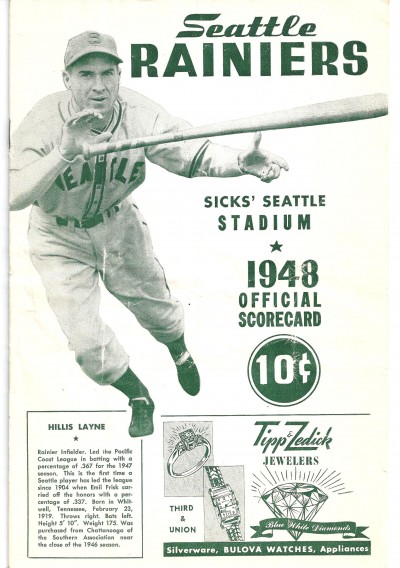 Seattle
RAINIERS
SEATTLE
SICKS' SEATTLE
STADIUM
★
1948
OFFICIAL
SCORECARD
10¢
HILLIS LAYNE
★
Rainier Infielder. Led the Pacific
Coast League in batting with a
percentage of .367 for the 1947
season. This is the first time a
Seattle player has led the league
since 1904 when Emil Frisk car-
ried off the honors with a per-
centage of .337. Born in Whit-
well, Tennessee, February 23,
1919. Throws right. Bats left.
Height 5' 10". Weight 175. Was
purchased from Chattanooga of
the Southern Association near
the close of the 1946 season.
Tipp & Zedick
JEWELERS
THIRD
&
UNION
Blue White Diamonds
Silverware, BULOVA WATCHES, Appliances